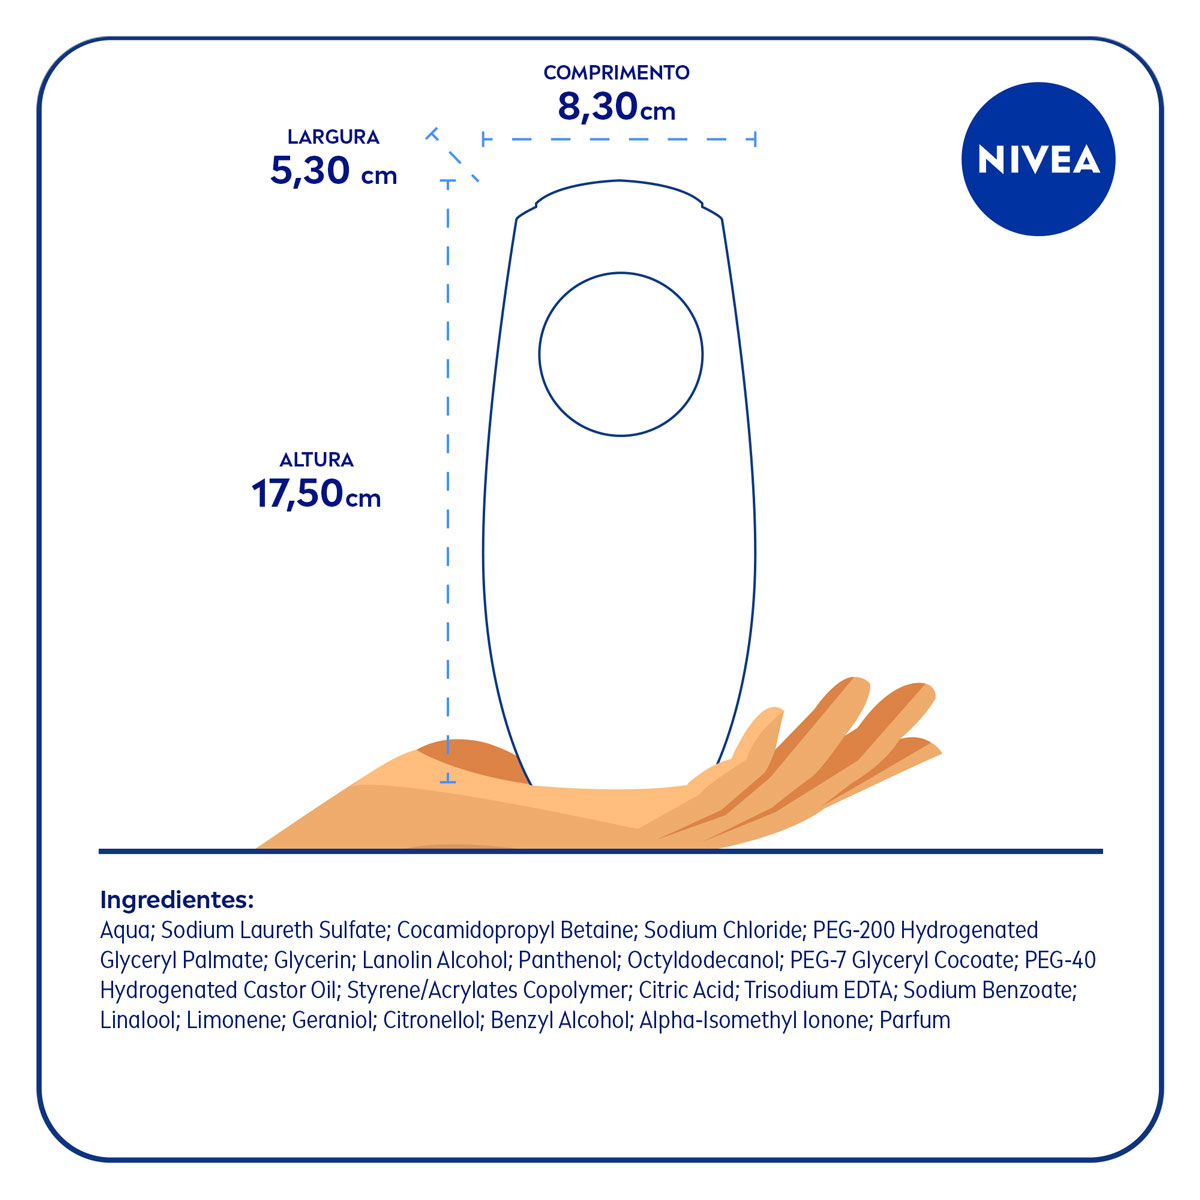 COMPRIMENTO
8,30cm
LARGURA
5,30 cm
NIVEA
ALTURA
17,50cm
Ingredientes:
Aqua; Sodium Laureth Sulfate; Cocamidopropyl Betaine; Sodium Chloride; PEG-200 Hydrogenated
Glyceryl Palmate; Glycerin; Lanolin Alcohol; Panthenol; Octyldodecanol; PEG-7 Glyceryl Cocoate; PEG-40
Hydrogenated Castor Oil; Styrene/Acrylates Copolymer; Citric Acid; Trisodium EDTA; Sodium Benzoate;
Linalool; Limonene; Geraniol; Citronellol; Benzyl Alcohol; Alpha-Isomethyl Ionone; Parfum